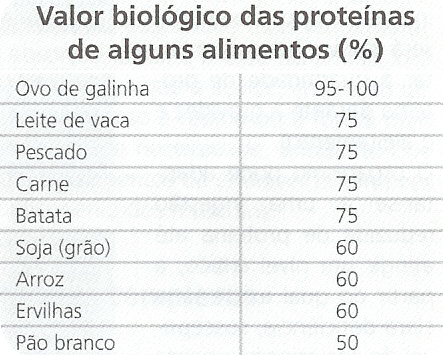 Valor biológico das proteínas
de alguns alimentos (%)
Ovo de galinha 95-100
Leite de vaca 75
Pescado 75
Carne 75
Batata 75
Soja (grão) 60
Arroz 60
Ervilhas 60
Pão branco 50